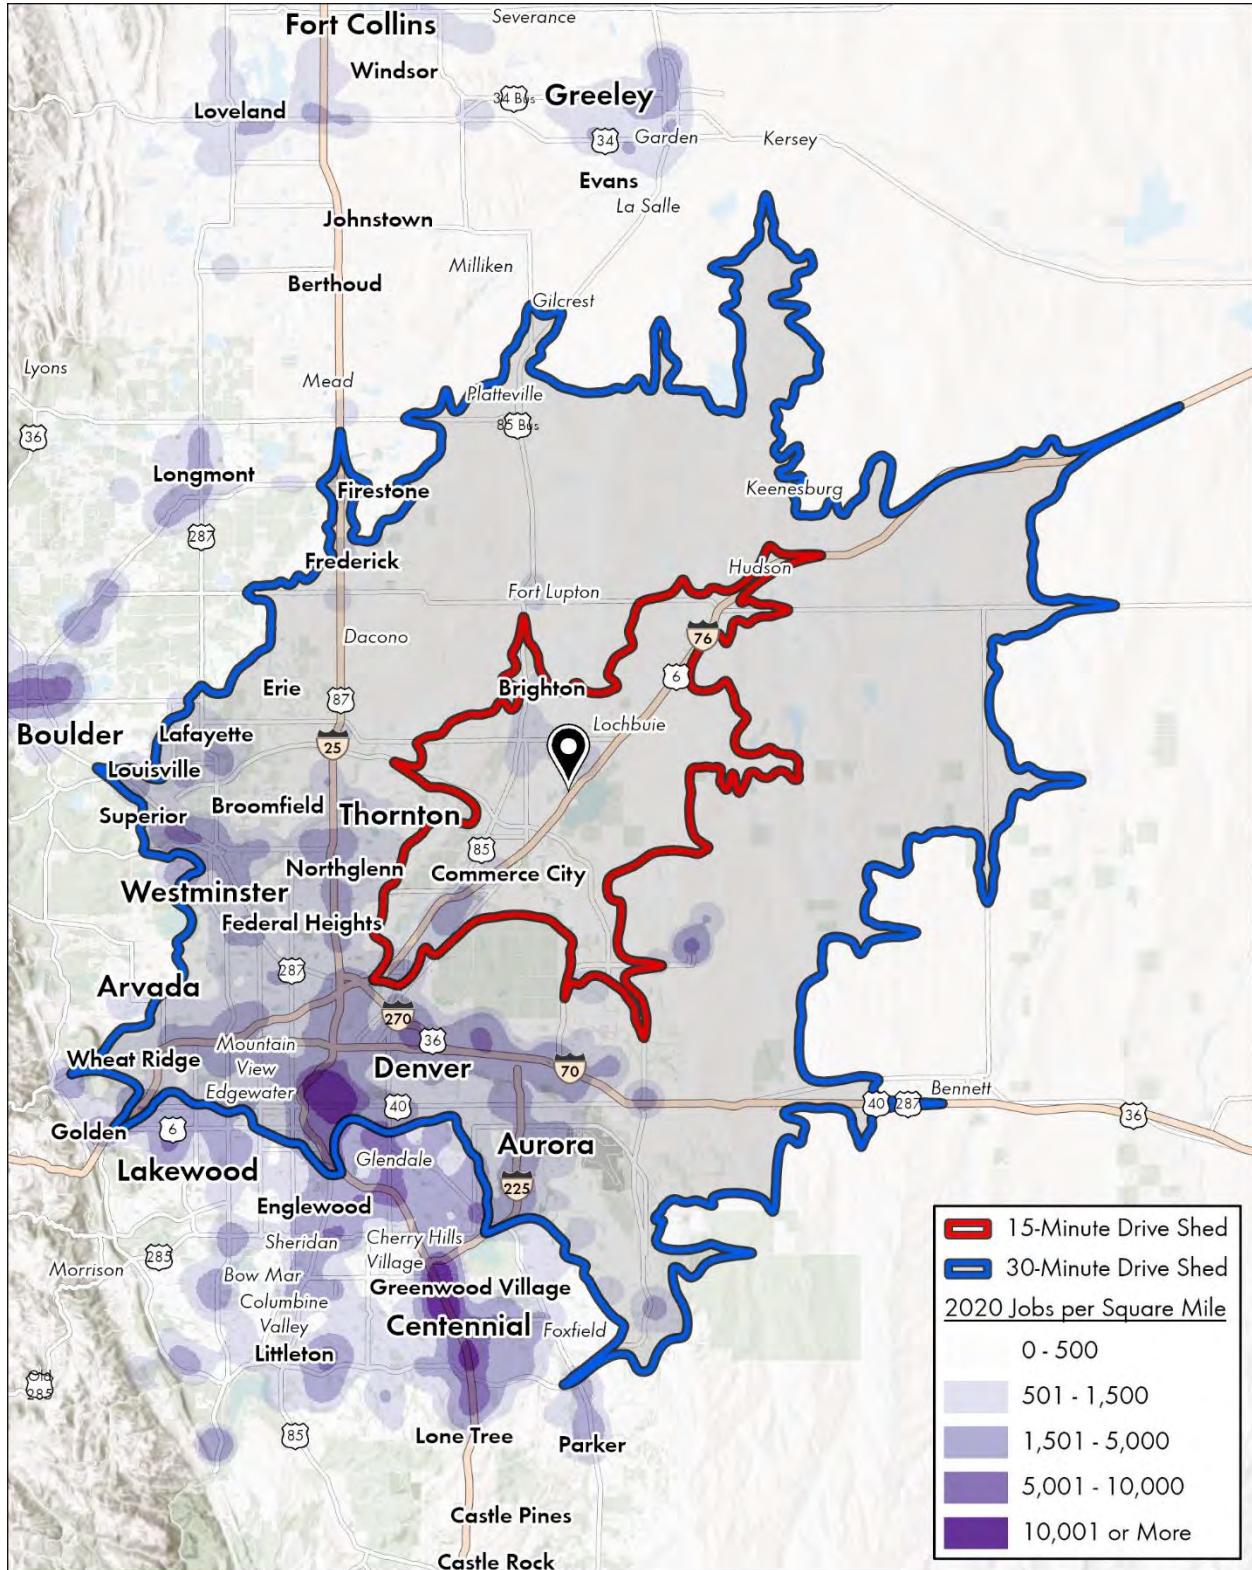 Fort Collins
Severance
Windsor
Loveland
34 Bus
Greeley
34
Garden
Kersey
Evans
La Salle
Johnstown
Milliken
Berthoud
Gilcrest
Lyons
Mead
Platteville
36
85 Bus
Longmont
Firestone
Keenesburg
287
Frederick
Hudson
Fort Lupton
Dacono
76
6
Erie
Brighton
87
Lochbuie
Boulder
Lafayette
25
Louisville
Superior
Broomfield
Thornton
85
Northglenn
Commerce City
Westminster
Federal Heights
287
Arvada
270
36
Wheat Ridge
Mountain
View
Denver
70
Edgewater
40
Bennett
40
287
36
Golden
6
Aurora
Lakewood
Glendale
225
Englewood
Sheridan
Cherry Hills
Village
285
Morrison
Bow Mar
Greenwood Village
Columbine
Valley
Centennial
Foxfield
Littleton
Old
285
85
Lone Tree
Parker
Castle Pines
Castle Rock
15-Minute Drive Shed
30-Minute Drive Shed
2020 Jobs per Square Mile
0 - 500
501 - 1,500
1,501 - 5,000
5,001 - 10,000
10,001 or More